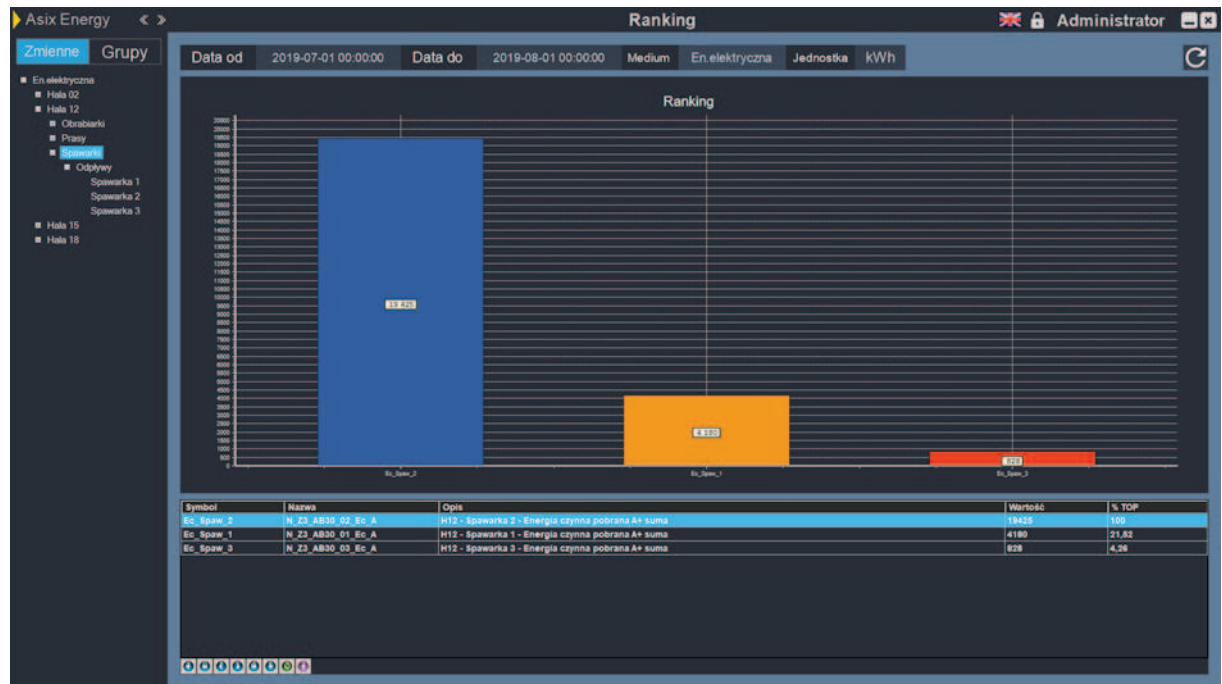 Asix Energy
Ranking
Administrator
Zmienne Grupy
Data od 2019-07-01 00:00:00 Data do 2019-08-01 00:00:00 Medium En.elektryczna Jednostka kWh
En.elektryczna
Hala 02
Hala 12
Obrabiarki
Prasy
Spawarki
Odpływy
Spawarka 1
Spawarka 2
Spawarka 3
Hala 15
Hala 18
Ranking
19 425
4 180
828
Ec_Spaw_2 Ec_Spaw_1 Ec_Spaw_3
Symbol Nazwa Opis Wartość % TOP
Ec_Spaw_2 N_Z3_AB30_02_Ec_A H12 - Spawarka 2 - Energia czynna pobrana A+ suma 19425 100
Ec_Spaw_1 N_Z3_AB30_01_Ec_A H12 - Spawarka 1 - Energia czynna pobrana A+ suma 4180 21,52
Ec_Spaw_3 N_Z3_AB30_03_Ec_A H12 - Spawarka 3 - Energia czynna pobrana A+ suma 828 4,26